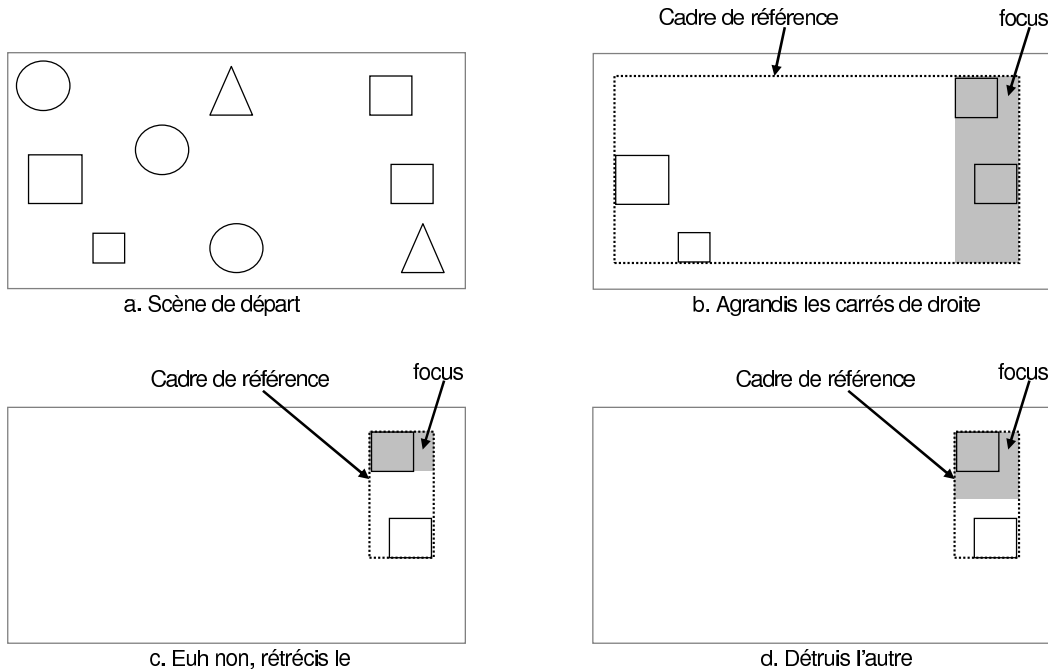 Cadre de référence
focus
a. Scène de départ
b. Agrandis les carrés de droite
Cadre de référence
focus
Cadre de référence
focus
c. Euh non, rétrécis le
d. Détruis l'autre